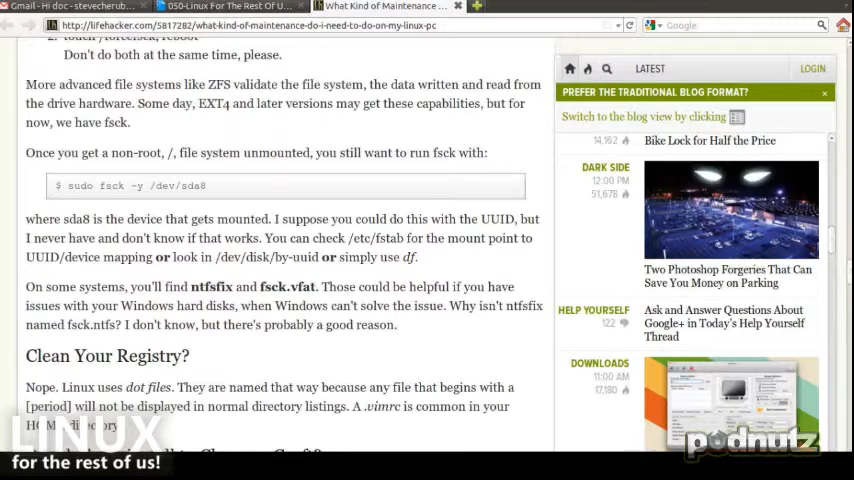 Gmail - Hi doc - stevecherub...
050-Linux For The Rest Of U...
What Kind of Maintenance ...
http://lifehacker.com/5817282/what-kind-of-maintenance-do-i-need-to-do-on-my-linux-pc
Google
2. touch /forcefsck, reboot
Don't do both at the same time, please.
More advanced file systems like ZFS validate the file system, the data written and read from
the drive hardware. Some day, EXT4 and later versions may get these capabilities, but for
now, we have fsck.
Once you get a non-root, /, file system unmounted, you still want to run fsck with:
$ sudo fsck -y /dev/sda8
where sda8 is the device that gets mounted. I suppose you could do this with the UUID, but
I never have and don't know if that works. You can check /etc/fstab for the mount point to
UUID/device mapping or look in /dev/disk/by-uuid or simply use df.
On some systems, you'll find ntfsfix and fsck.vfat. Those could be helpful if you have
issues with your Windows hard disks, when Windows can't solve the issue. Why isn't ntfsfix
named fsck.ntfs? I don't know, but there's probably a good reason.
Clean Your Registry?
Nope. Linux uses dot files. They are named that way because any file that begins with a
[period] will not be displayed in normal directory listings. A .vimrc is common in your
HOME directory.
LATEST
LOGIN
PREFER THE TRADITIONAL BLOG FORMAT?
Switch to the blog view by clicking
14,162
Bike Lock for Half the Price
DARK SIDE
12:00 PM
51,678
Two Photoshop Forgeries That Can
Save You Money on Parking
HELP YOURSELF
122
Ask and Answer Questions About
Google+ in Today's Help Yourself
Thread
DOWNLOADS
11:00 AM
17,180
LINUX
for the rest of us!
podnutz